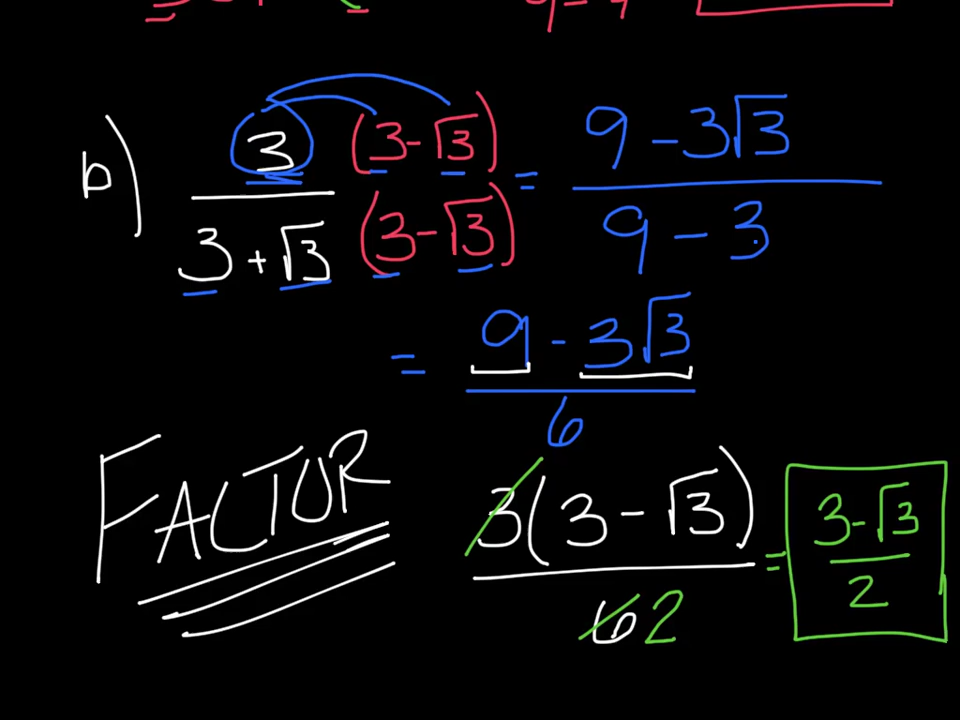 b) 3 (3 - √3) / (3 + √3) (3 - √3) = (9 - 3√3) / (9 - 3)
= (9 - 3√3) / 6
FACTOR
3(3 - √3) / 6 2 = (3 - √3) / 2